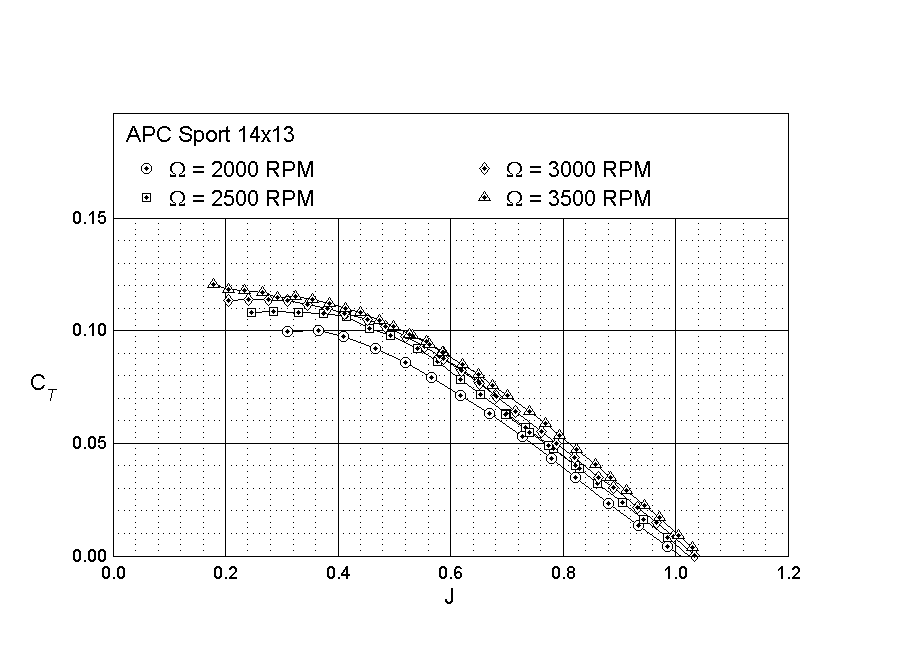 APC Sport 14x13
Ω = 2000 RPM
Ω = 3000 RPM
Ω = 2500 RPM
Ω = 3500 RPM
0.15
0.10
C_T
0.05
0.00
0.0 0.2 0.4 0.6 0.8 1.0 1.2
J